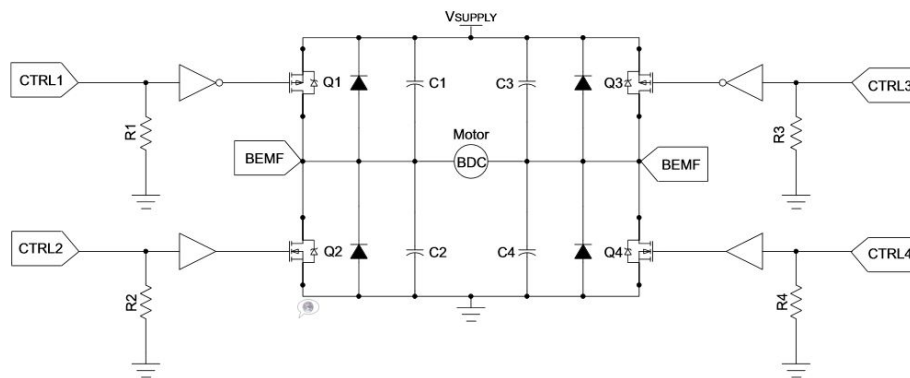 VSUPPLY
CTRL1
Q1
C1
C3
Q3
CTRL3
R1
R3
BEMF
Motor
BDC
BEMF
CTRL2
Q2
C2
C4
Q4
CTRL4
R2
R4